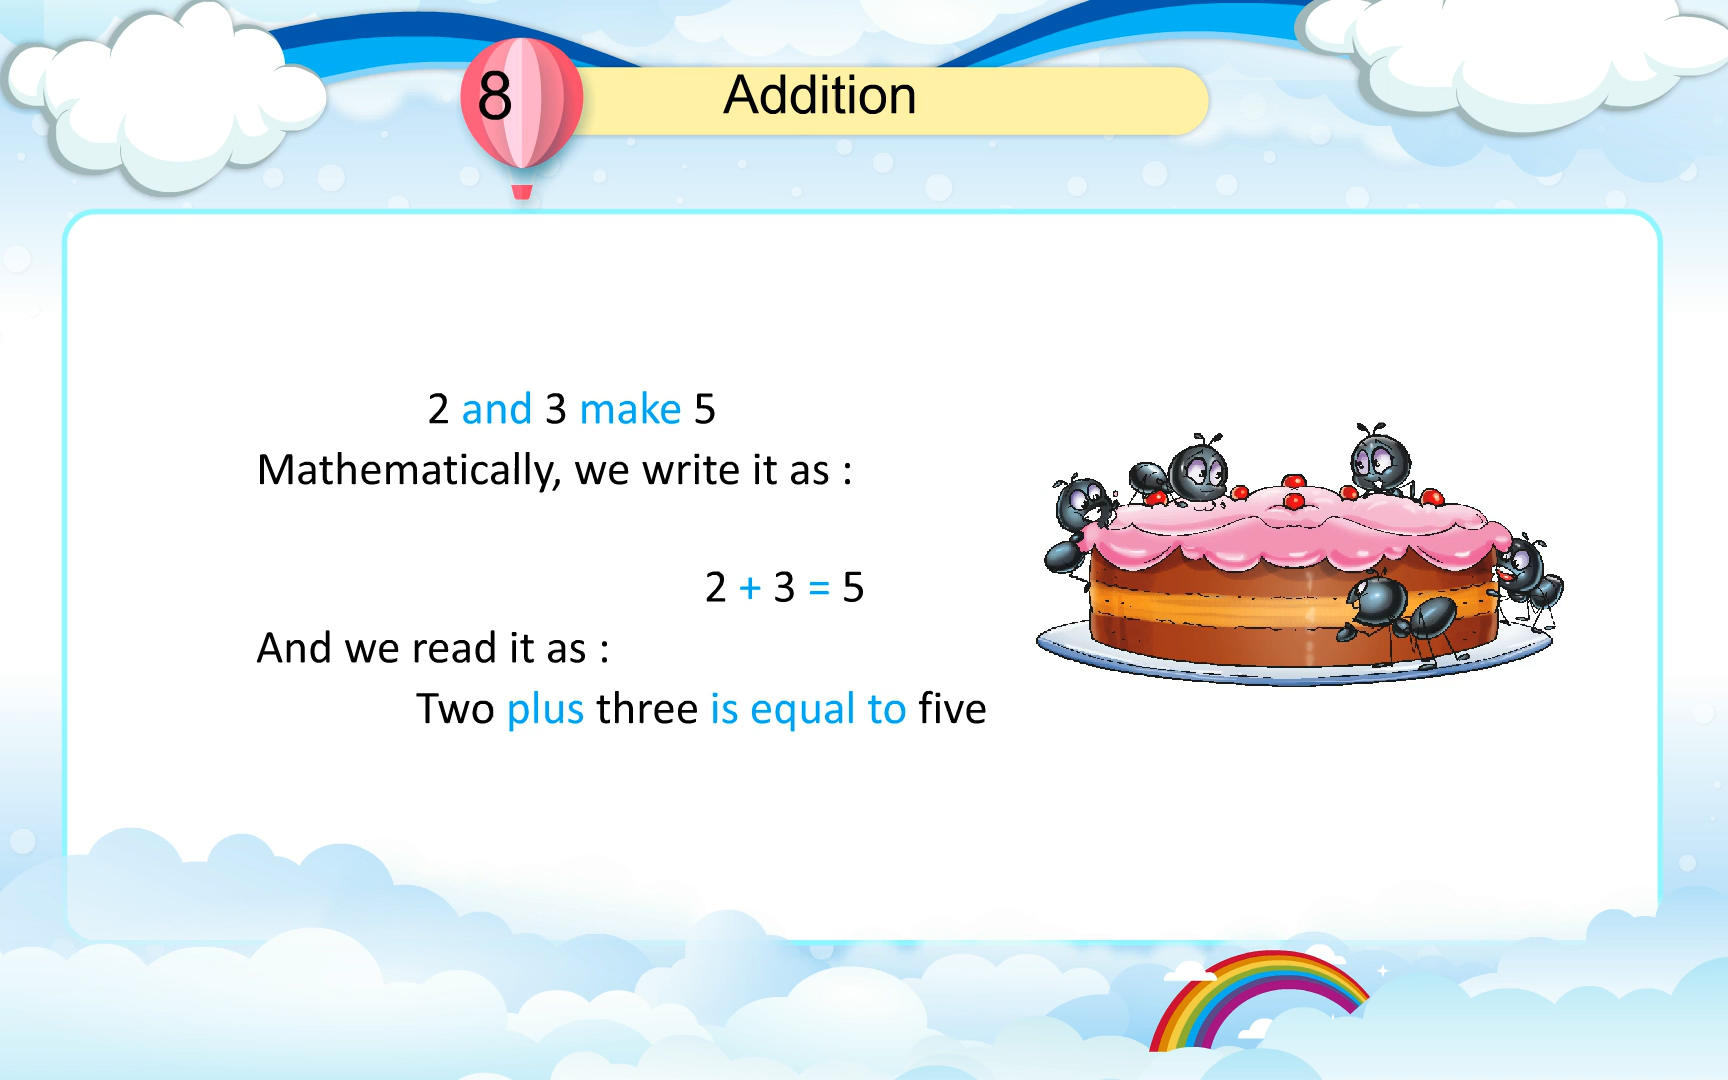 8
Addition
2 and 3 make 5
Mathematically, we write it as :
2 + 3 = 5
And we read it as :
Two plus three is equal to five